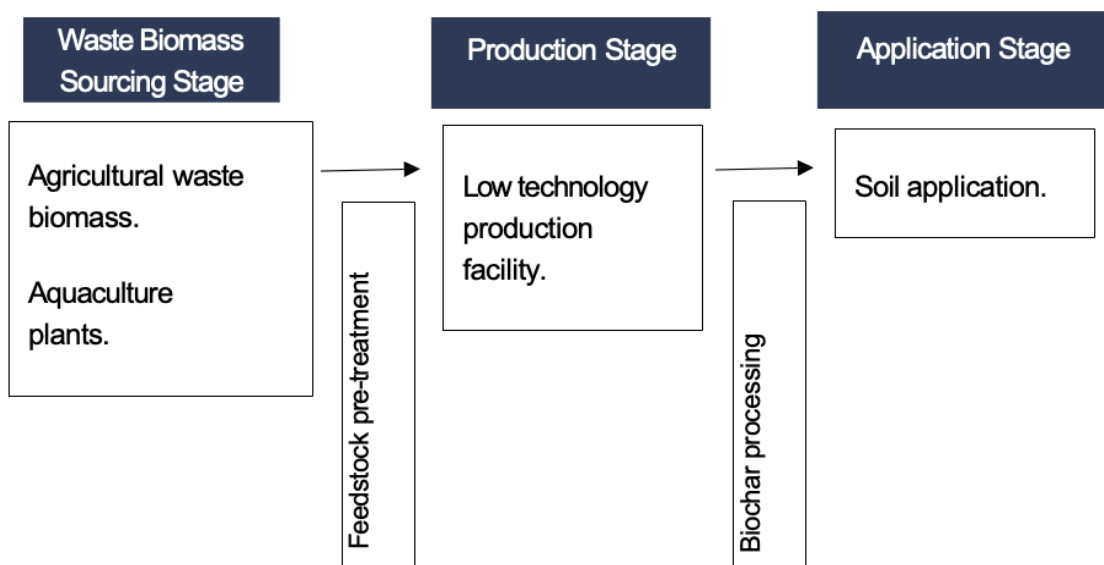 Waste Biomass
Sourcing Stage
Production Stage
Application Stage
Agricultural waste
biomass.
Aquaculture
plants.
Feedstock pre-treatment
Low technology
production
facility.
Biochar processing
Soil application.